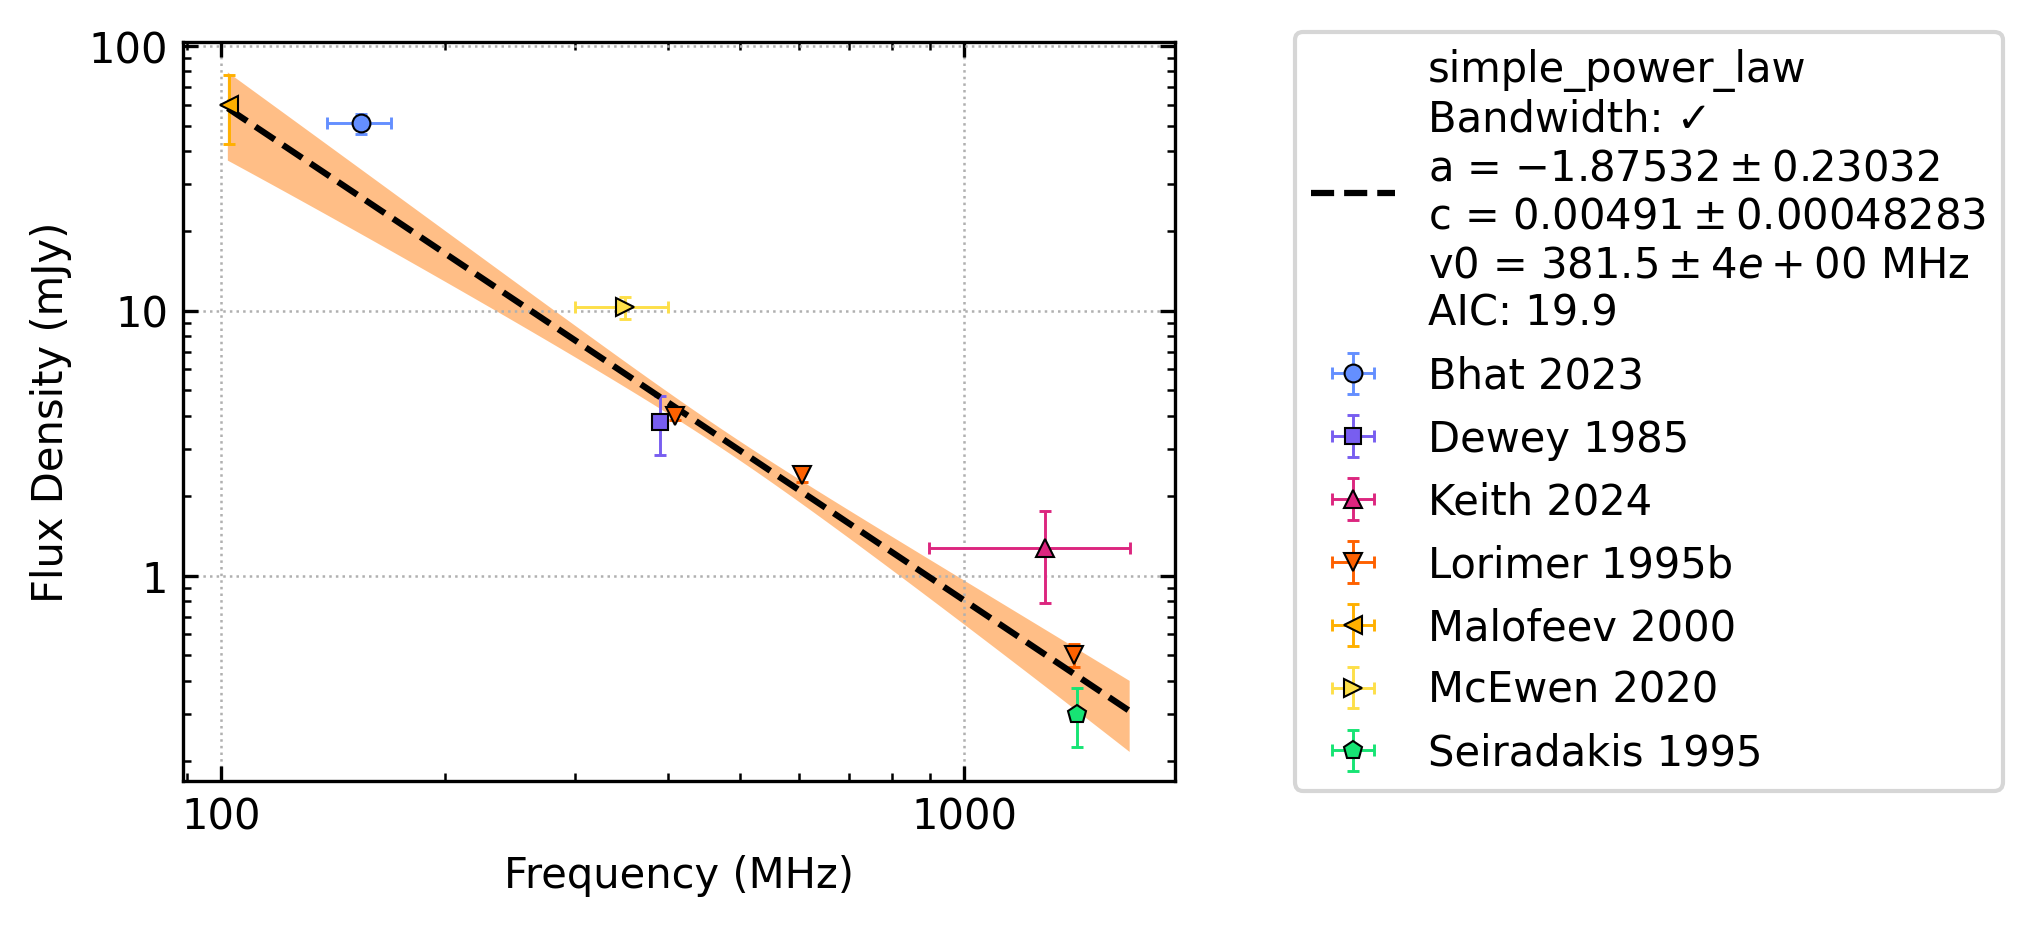 100
10
1
Flux Density (mJy)
100
1000
Frequency (MHz)
simple_power_law
Bandwidth: ✓
a = −1.87532 ± 0.23032
c = 0.00491 ± 0.00048283
v0 = 381.5 ± 4e + 00 MHz
AIC: 19.9
Bhat 2023
Dewey 1985
Keith 2024
Lorimer 1995b
Malofeev 2000
McEwen 2020
Seiradakis 1995